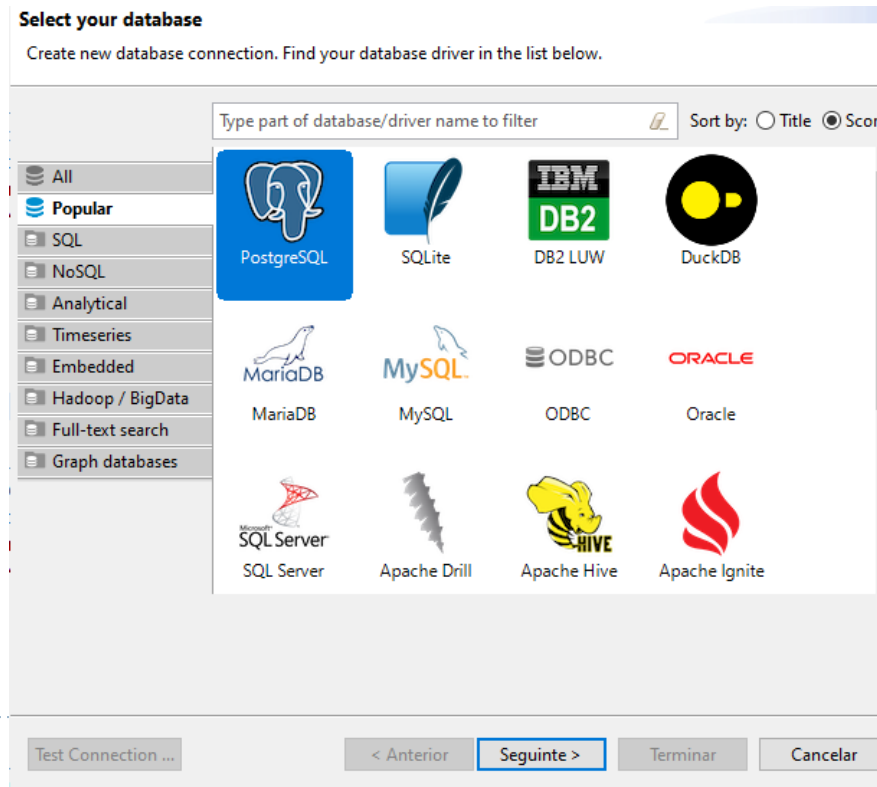 Select your database
Create new database connection. Find your database driver in the list below.
Type part of database/driver name to filter
Sort by: Title Scor
All
Popular
SQL
NoSQL
Analytical
Timeseries
Embedded
Hadoop / BigData
Full-text search
Graph databases
IBM
DB2
PostgreSQL SQLite DB2 LUW DuckDB
MariaDB MySQL ODBC ORACLE
MariaDB MySQL ODBC Oracle
Microsoft
SQL Server HIVE
SQL Server Apache Drill Apache Hive Apache Ignite
Test Connection ... < Anterior Seguinte > Terminar Cancelar